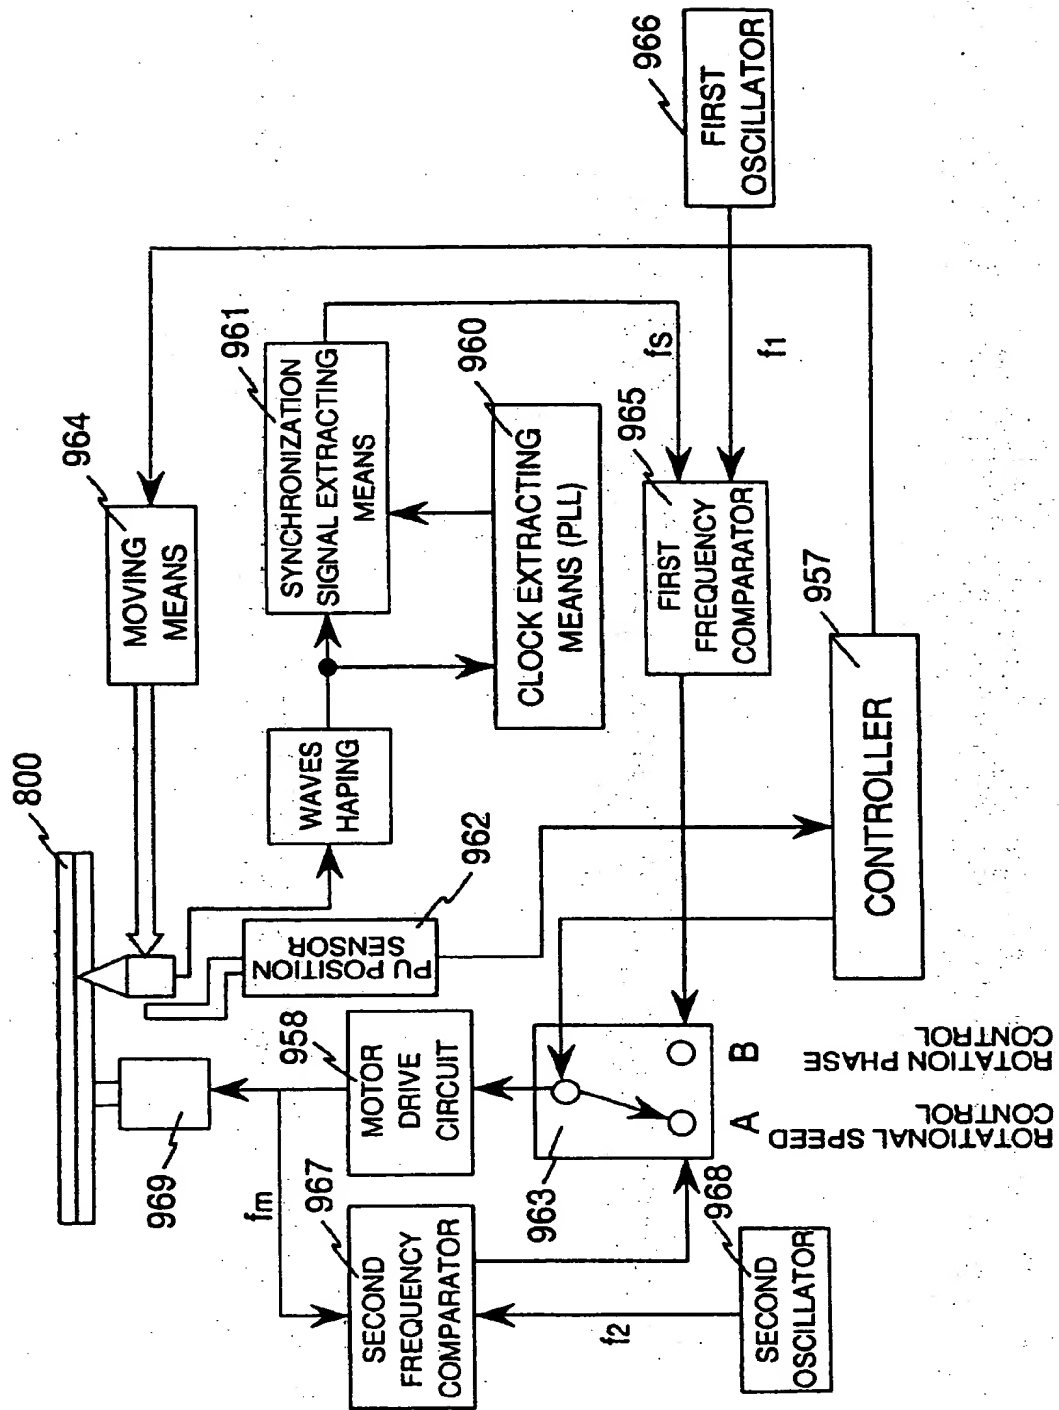 800
964
MOVING
MEANS
961
SYNCHRONIZATION
SIGNAL EXTRACTING
MEANS
960
CLOCK EXTRACTING
MEANS (PLL)
WAVES
HAPING
962
PU POSITION
SENSOR
969
958
MOTOR
DRIVE
CIRCUIT
fm
967
SECOND
FREQUENCY
COMPARATOR
f2
968
SECOND
OSCILLATOR
963
A
B
ROTATIONAL SPEED
CONTROL
ROTATION PHASE
CONTROL
fs
965
FIRST
FREQUENCY
COMPARATOR
f1
966
FIRST
OSCILLATOR
957
CONTROLLER